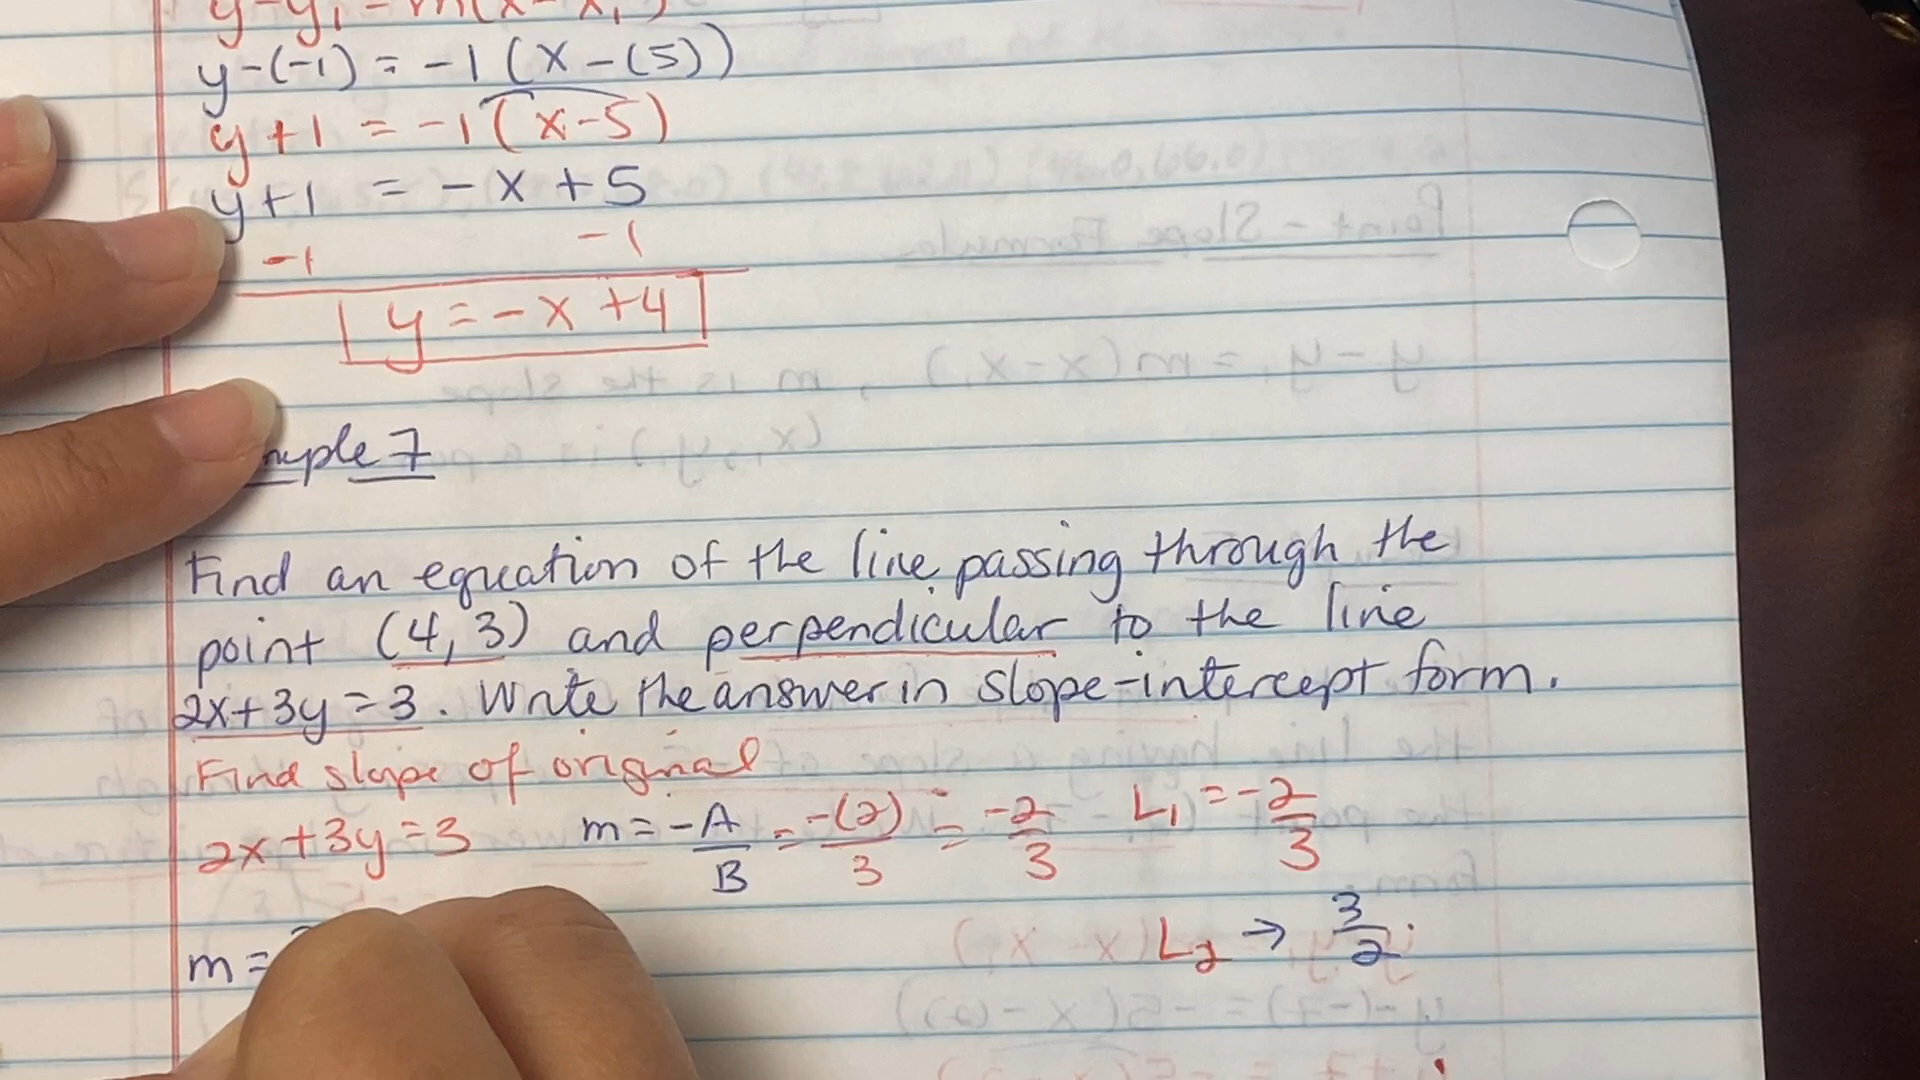 y-(-1) = -1(x-(5))
y+1 = -1(x-5)
y+1 = -x+5
-1 -1
y = -x+4
mple 7
Find an equation of the line passing through the
point (4,3) and perpendicular to the line
2x+3y=3. Write the answer in slope-intercept form.
Find slope of original
2x+3y=3 m=-A/B = -(2)/3 = -2/3 L1 = -2/3
L2 → 3/2
m=